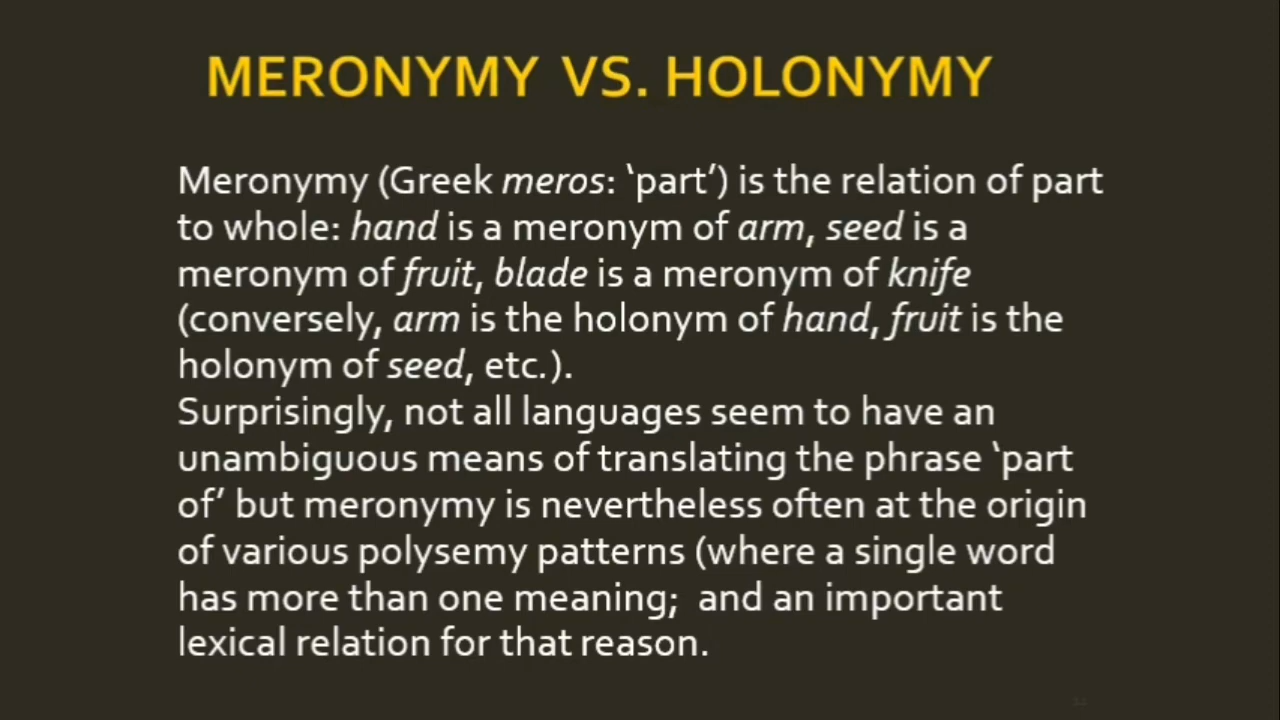 MERONYMY VS. HOLONYMY
Meronymy (Greek meros: ‘part’) is the relation of part
to whole: hand is a meronym of arm, seed is a
meronym of fruit, blade is a meronym of knife
(conversely, arm is the holonym of hand, fruit is the
holonym of seed, etc.).
Surprisingly, not all languages seem to have an
unambiguous means of translating the phrase ‘part
of’ but meronymy is nevertheless often at the origin
of various polysemy patterns (where a single word
has more than one meaning;  and an important
lexical relation for that reason.